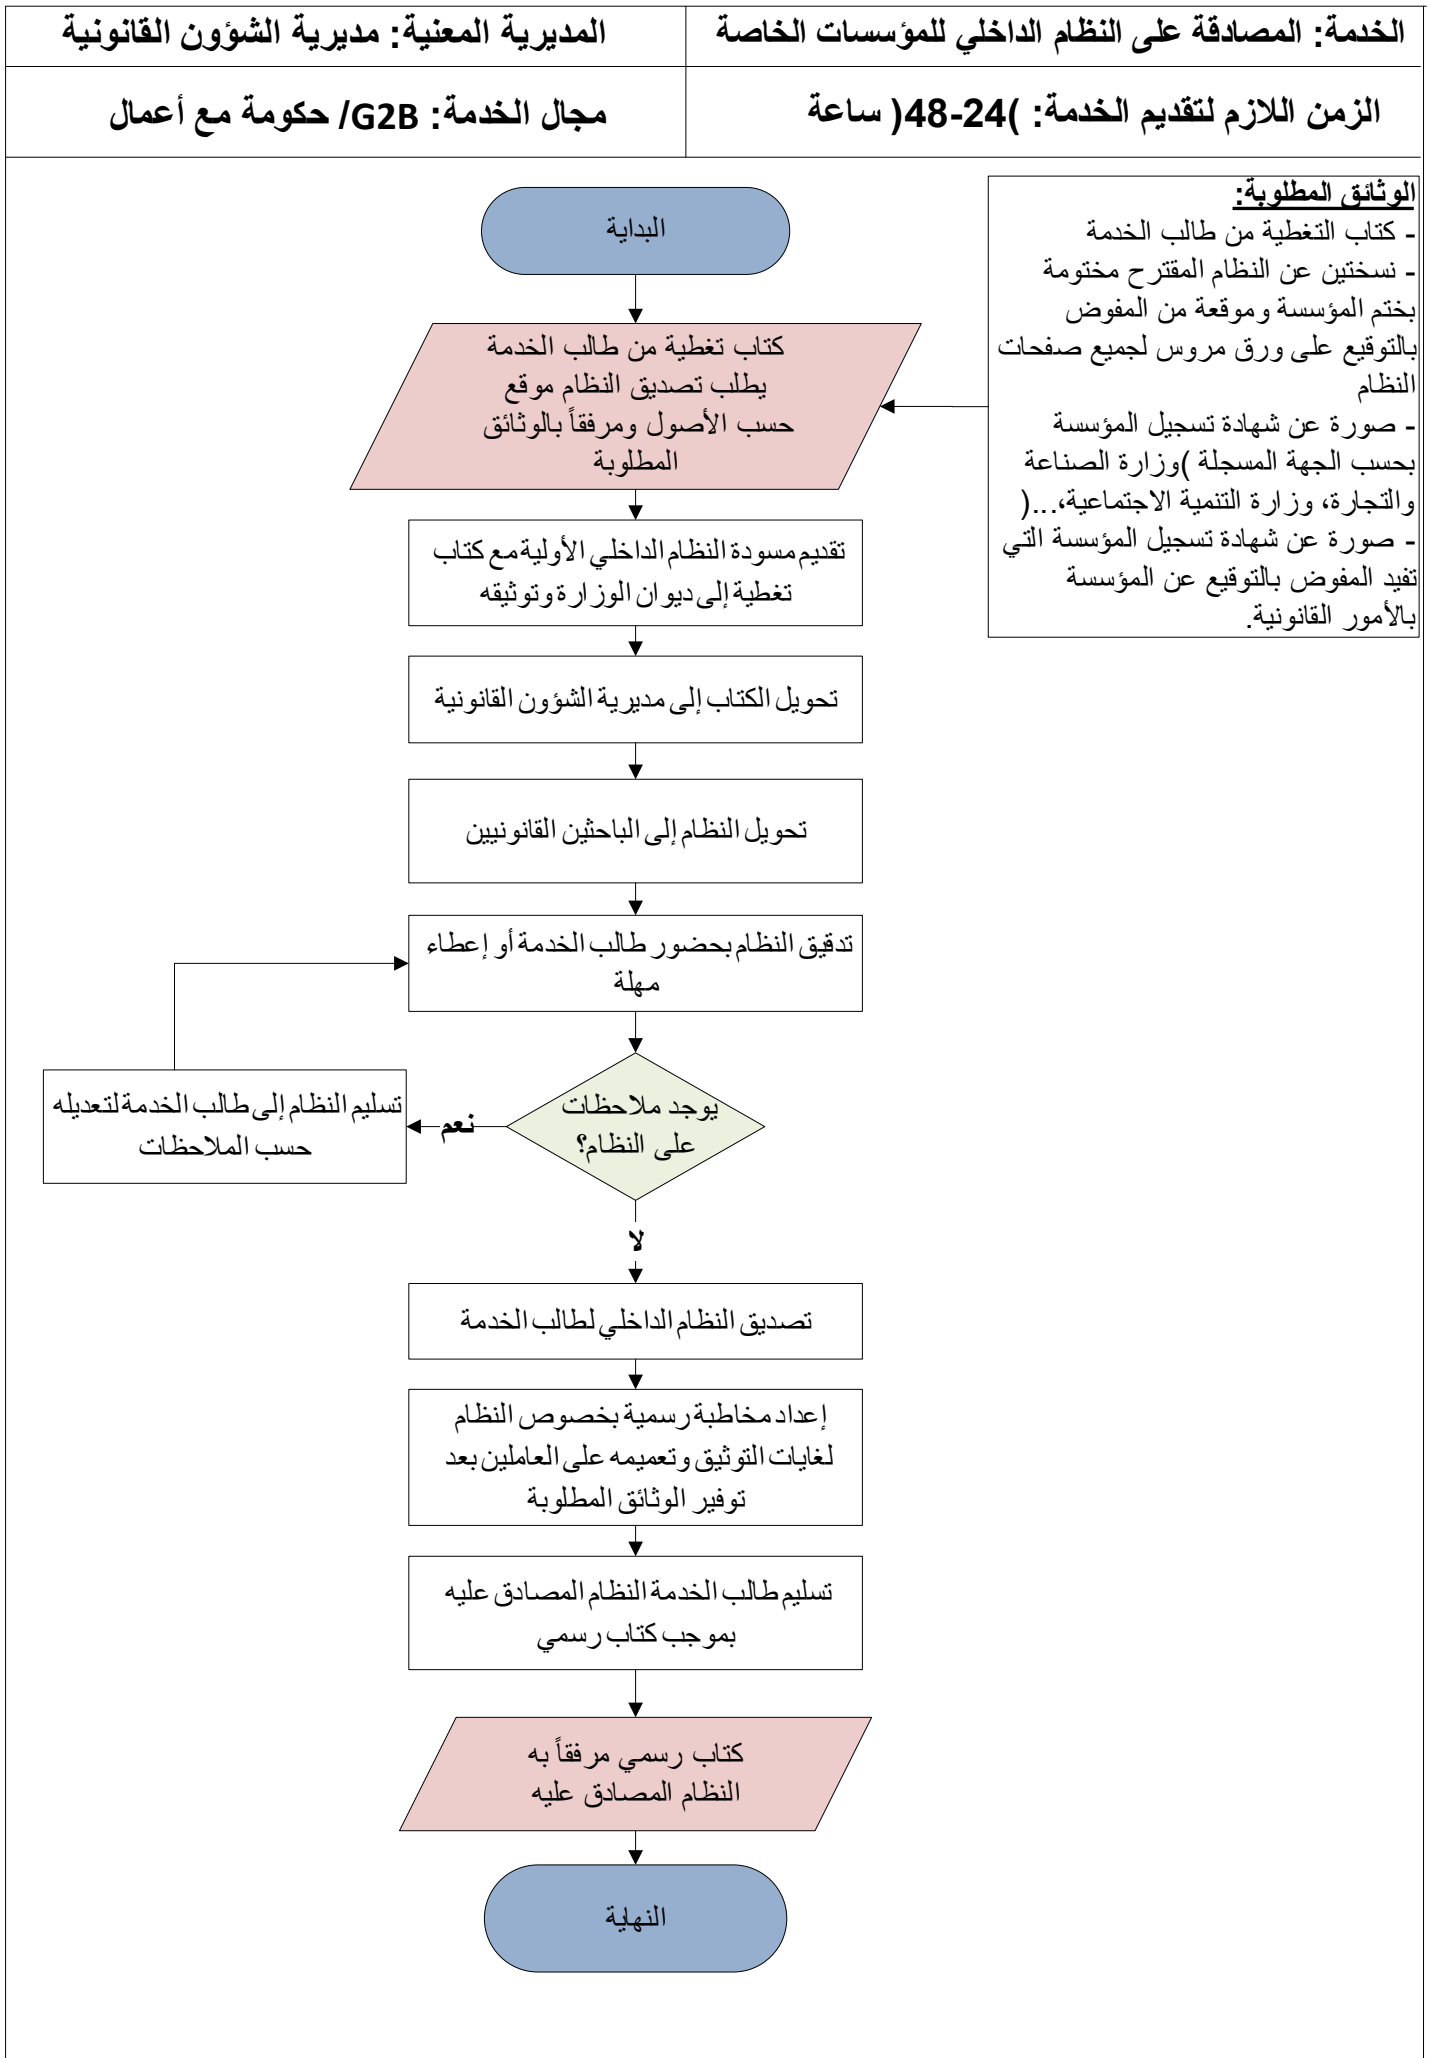 الخدمة: المصادقة على النظام الداخلي للمؤسسات الخاصة
المديرية المعنية: مديرية الشؤون القانونية
الزمن اللازم لتقديم الخدمة: )24-48( ساعة
مجال الخدمة: G2B/ حكومة مع أعمال
البداية
الوثائق المطلوبة:
- كتاب التغطية من طالب الخدمة
- نسختين عن النظام المقترح مختومة
بختم المؤسسة وموقعة من المفوض
بالتوقيع على ورق مروس لجميع صفحات
النظام
- صورة عن شهادة تسجيل المؤسسة
بحسب الجهة المسجلة )وزارة الصناعة
والتجارة، وزارة التنمية الاجتماعية،...(
- صورة عن شهادة تسجيل المؤسسة التي
تفيد المفوض بالتوقيع عن المؤسسة
بالأمور القانونية.
كتاب تغطية من طالب الخدمة
يطلب تصديق النظام موقع
حسب الأصول ومرفقاً بالوثائق
المطلوبة
تقديم مسودة النظام الداخلي الأولية مع كتاب
تغطية إلى ديوان الوزارة وتوثيقه
تحويل الكتاب إلى مديرية الشؤون القانونية
تحويل النظام إلى الباحثين القانونيين
تدقيق النظام بحضور طالب الخدمة أو إعطاء
مهلة
يوجد ملاحظات
على النظام؟
نعم
تسليم النظام إلى طالب الخدمة لتعديله
حسب الملاحظات
لا
تصديق النظام الداخلي لطالب الخدمة
إعداد مخاطبة رسمية بخصوص النظام
لغايات التوثيق وتعميمه على العاملين بعد
توفير الوثائق المطلوبة
تسليم طالب الخدمة النظام المصادق عليه
بموجب كتاب رسمي
كتاب رسمي مرفقاً به
النظام المصادق عليه
النهاية